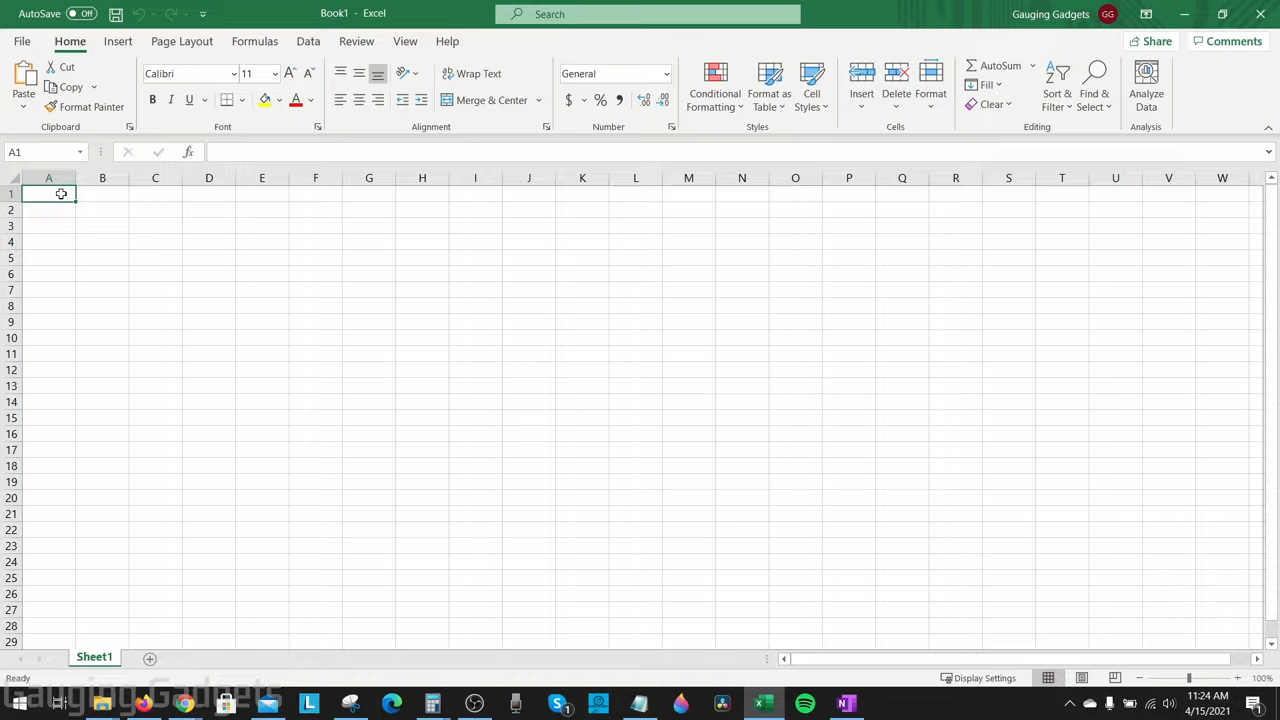 AutoSave Off Book1 - Excel Search Gauging Gadgets GG
File Home Insert Page Layout Formulas Data Review View Help Share Comments
Paste Cut Copy Format Painter Clipboard
Calibri 11 B I U A Font
Wrap Text Merge & Center Alignment
General $ % , Number
Conditional Formatting Format as Table Cell Styles Styles
Insert Delete Format Cells
AutoSum Fill Clear Sort & Filter Find & Select Editing
Analyze Data Analysis
A1 fx
A B C D E F G H I J K L M N O P Q R S T U V W
1
2
3
4
5
6
7
8
9
10
11
12
13
14
15
16
17
18
19
20
21
22
23
24
25
26
27
28
29
Sheet1
Ready Display Settings 100%
Gauging Gadgets
11:24 AM
4/15/2021